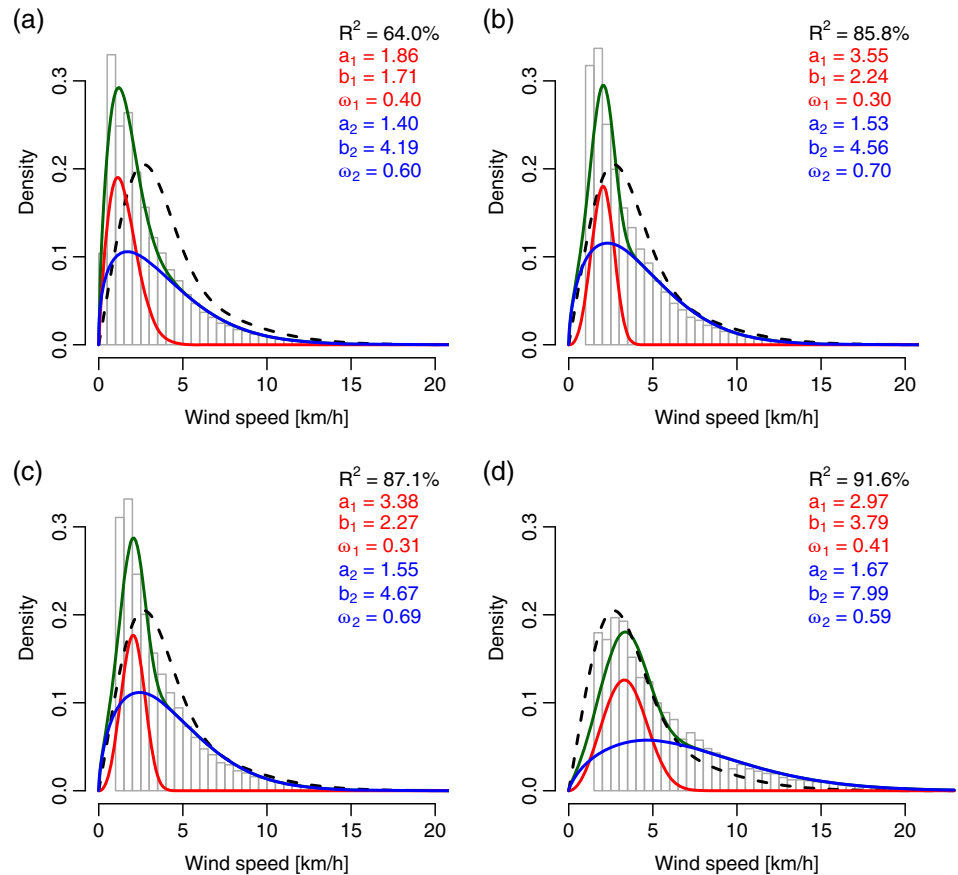 (a)
R² = 64.0%
a₁ = 1.86
b₁ = 1.71
ω₁ = 0.40
a₂ = 1.40
b₂ = 4.19
ω₂ = 0.60
Density
0.0 0.1 0.2 0.3
0 5 10 15 20
Wind speed [km/h]
(b)
R² = 85.8%
a₁ = 3.55
b₁ = 2.24
ω₁ = 0.30
a₂ = 1.53
b₂ = 4.56
ω₂ = 0.70
Density
0.0 0.1 0.2 0.3
0 5 10 15 20
Wind speed [km/h]
(c)
R² = 87.1%
a₁ = 3.38
b₁ = 2.27
ω₁ = 0.31
a₂ = 1.55
b₂ = 4.67
ω₂ = 0.69
Density
0.0 0.1 0.2 0.3
0 5 10 15 20
Wind speed [km/h]
(d)
R² = 91.6%
a₁ = 2.97
b₁ = 3.79
ω₁ = 0.41
a₂ = 1.67
b₂ = 7.99
ω₂ = 0.59
Density
0.0 0.1 0.2 0.3
0 5 10 15 20
Wind speed [km/h]